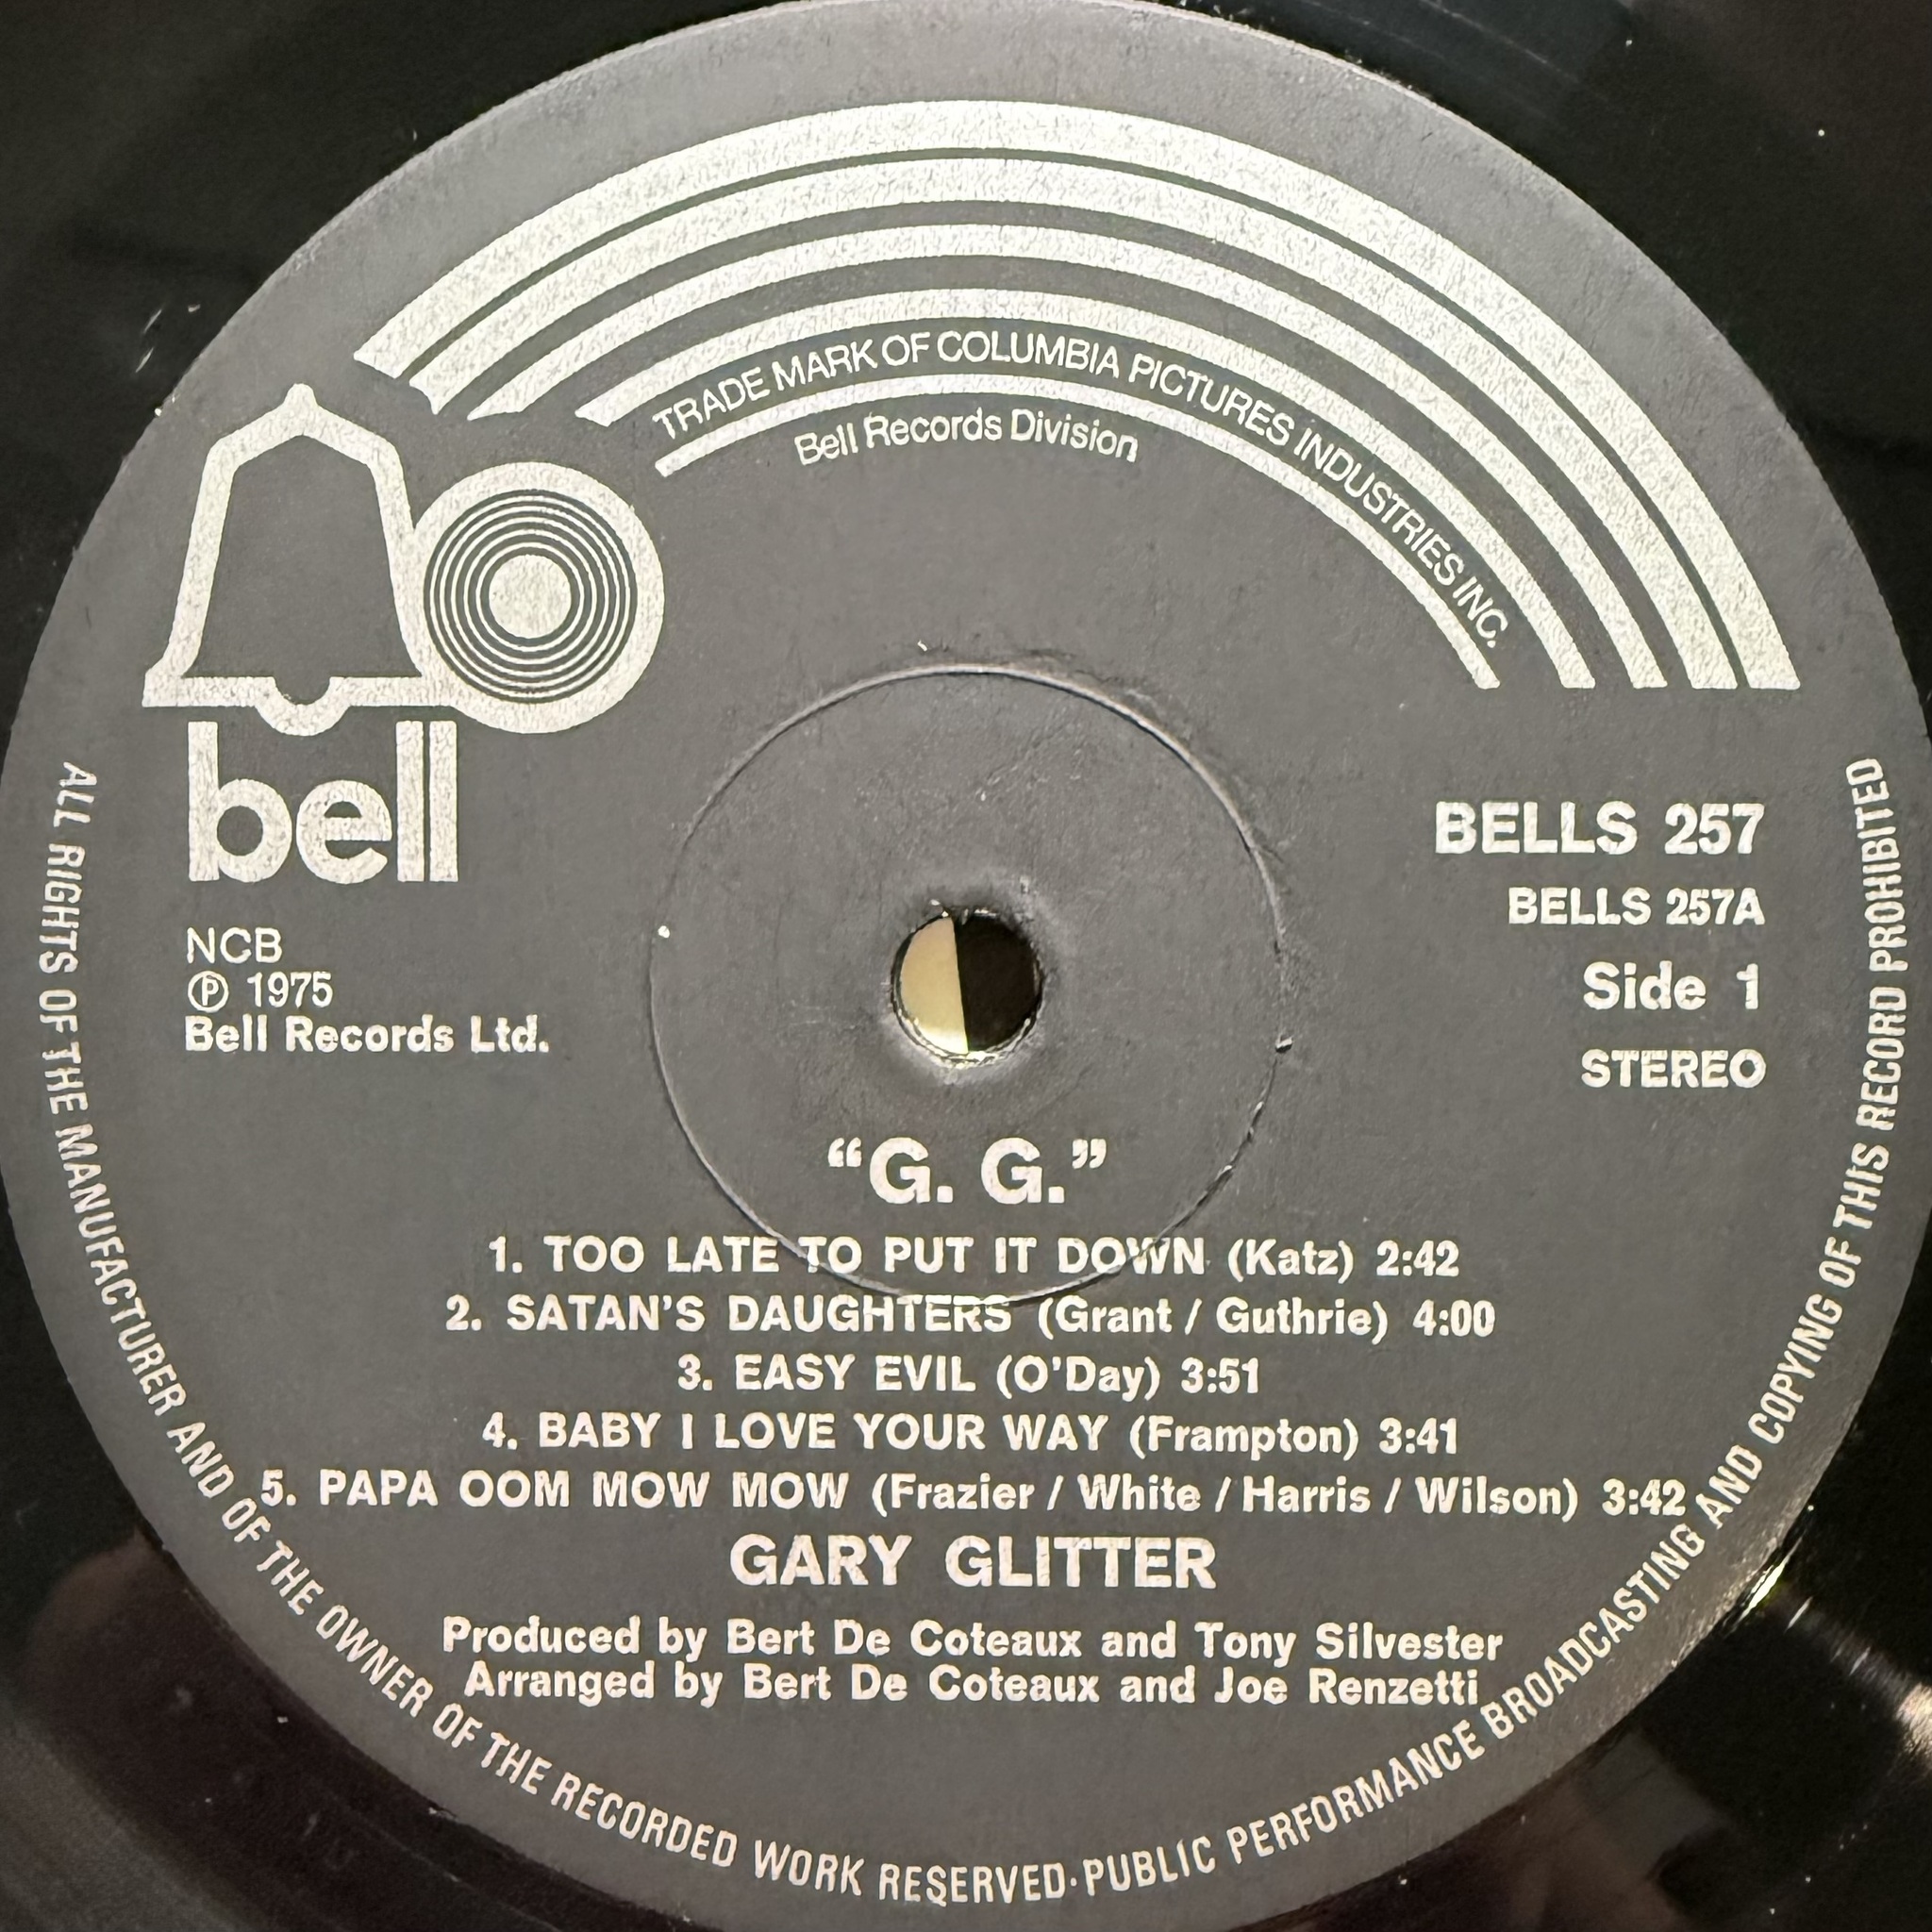 TRADE MARK OF COLUMBIA PICTURES INDUSTRIES INC.
Bell Records Division
bell
BELLS 257
BELLS 257A
Side 1
STEREO
NCB
℗ 1975
Bell Records Ltd.
“G. G.”
1. TOO LATE TO PUT IT DOWN (Katz) 2:42
2. SATAN’S DAUGHTERS (Grant / Guthrie) 4:00
3. EASY EVIL (O’Day) 3:51
4. BABY I LOVE YOUR WAY (Frampton) 3:41
5. PAPA OOM MOW MOW (Frazier / White / Harris / Wilson) 3:42
GARY GLITTER
Produced by Bert De Coteaux and Tony Silvester
Arranged by Bert De Coteaux and Joe Renzetti
ALL RIGHTS OF THE MANUFACTURER AND OF THE OWNER OF THE RECORDED WORK RESERVED·PUBLIC PERFORMANCE BROADCASTING AND COPYING OF THIS RECORD PROHIBITED